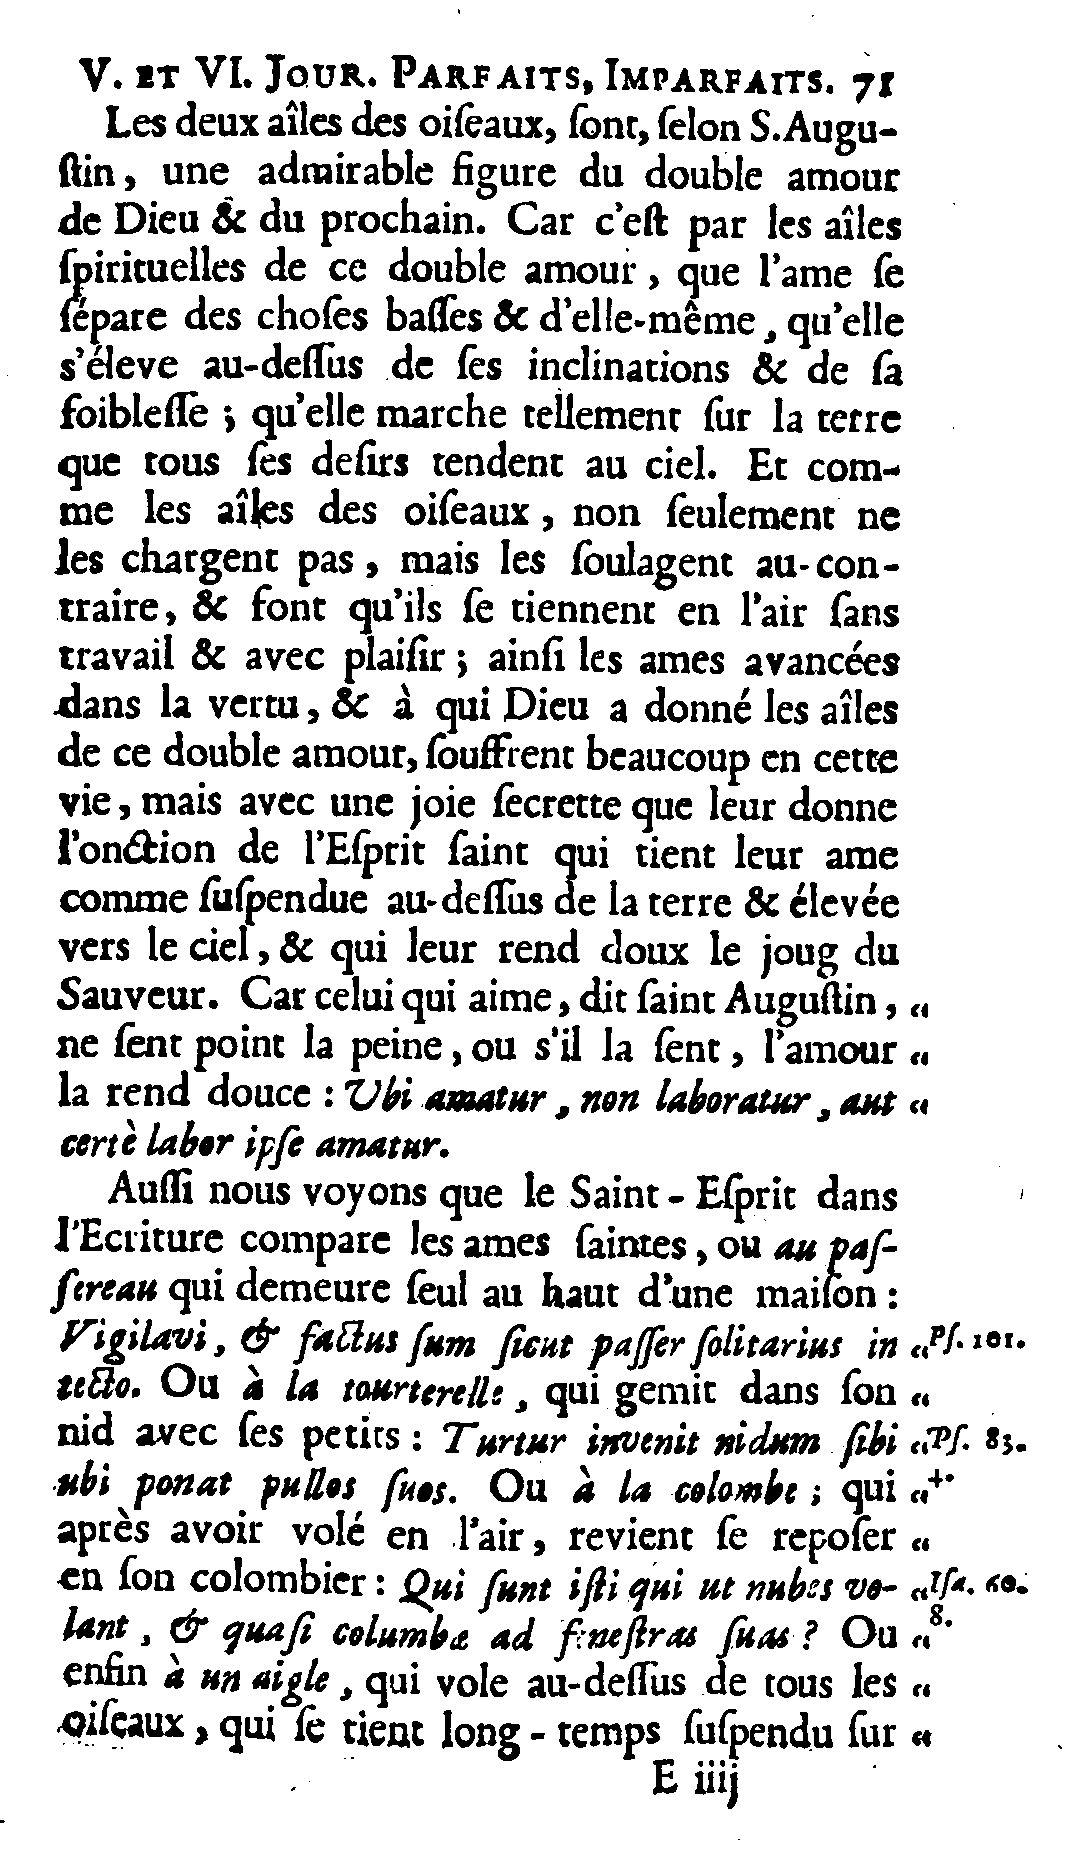 V. ET VI. JOUR. PARFAITS, IMPARFAITS. 71
Les deux aîles des oiſeaux, ſont, ſelon S. Augu-
ſtin, une admirable figure du double amour
de Dieu & du prochain. Car c'eſt par les aîles
ſpirituelles de ce double amour, que l'ame ſe
ſépare des choſes baſſes & d'elle-même, qu'elle
s'éleve au-deſſus de ſes inclinations & de ſa
foibleſſe; qu'elle marche tellement ſur la terre
que tous ſes deſirs tendent au ciel. Et com-
me les aîles des oiſeaux, non ſeulement ne
les chargent pas, mais les ſoulagent au-con-
traire, & font qu'ils ſe tiennent en l'air ſans
travail & avec plaiſir; ainſi les ames avancées
dans la vertu, & à qui Dieu a donné les aîles
de ce double amour, ſouffrent beaucoup en cette
vie, mais avec une joie ſecrette que leur donne
l'onction de l'Eſprit ſaint qui tient leur ame
comme ſuſpendue au-deſſus de la terre & élevée
vers le ciel, & qui leur rend doux le joug du
Sauveur. Car celui qui aime, dit ſaint Auguſtin, “
ne ſent point la peine, ou s'il la ſent, l'amour “
la rend douce: Ubi amatur, non laboratur, aut “
certè labor ipſe amatur.
Auſſi nous voyons que le Saint-Eſprit dans
l'Ecriture compare les ames ſaintes, ou au paſ-
ſereau qui demeure ſeul au haut d'une maiſon:
Vigilavi, & factus ſum ſicut paſſer ſolitarius in “Pſ. 101.
tecto. Ou à la tourterelle, qui gemit dans ſon “
nid avec ſes petits: Turtur invenit nidum ſibi “Pſ. 83.
ubi ponat pullos ſuos. Ou à la colombe; qui “4.
après avoir volé en l'air, revient ſe repoſer “
en ſon colombier: Qui ſunt iſti qui ut nubes vo- “Iſa. 60.
lant, & quaſi columbæ ad feneſtras ſuas? Ou “8.
enfin à un aigle, qui vole au-deſſus de tous les “
oiſeaux, qui ſe tient long-temps ſuſpendu ſur “
E iiij